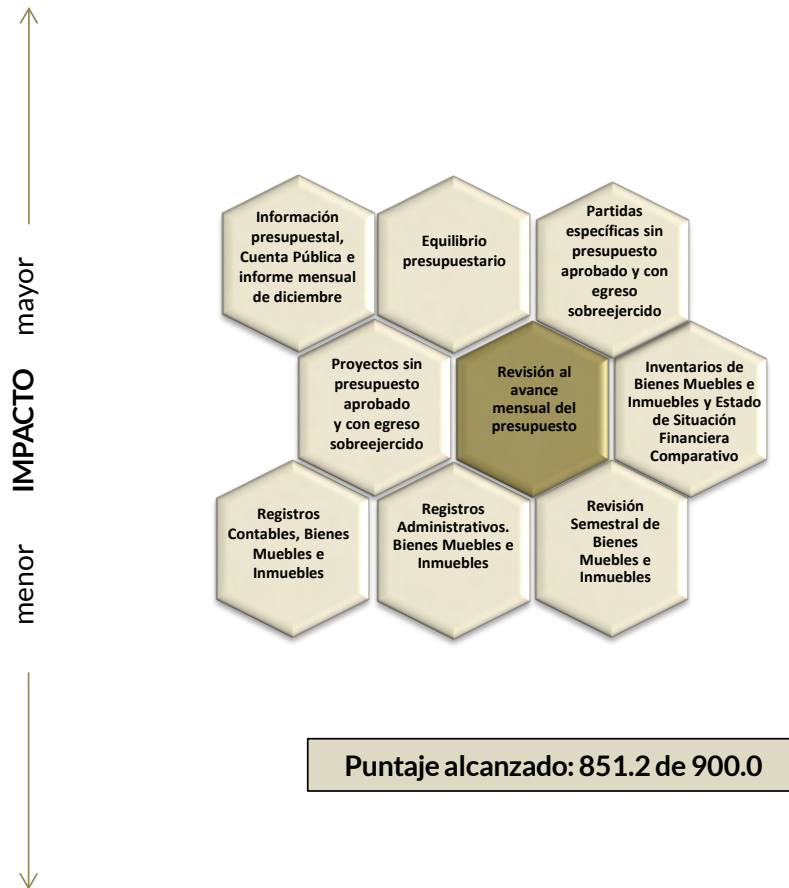 mayor
IMPACTO
menor
Información
presupuestal,
Cuenta Pública e
informe mensual
de diciembre
Equilibrio
presupuestario
Partidas
específicas sin
presupuesto
aprobado y con
egreso
sobreejercido
Proyectos sin
presupuesto
aprobado
y con egreso
sobreejercido
Revisión al
avance
mensual del
presupuesto
Inventarios de
Bienes Muebles e
Inmuebles y Estado
de Situación
Financiera
Comparativo
Registros
Contables, Bienes
Muebles e
Inmuebles
Registros
Administrativos.
Bienes Muebles e
Inmuebles
Revisión
Semestral de
Bienes
Muebles e
Inmuebles
Puntaje alcanzado: 851.2 de 900.0